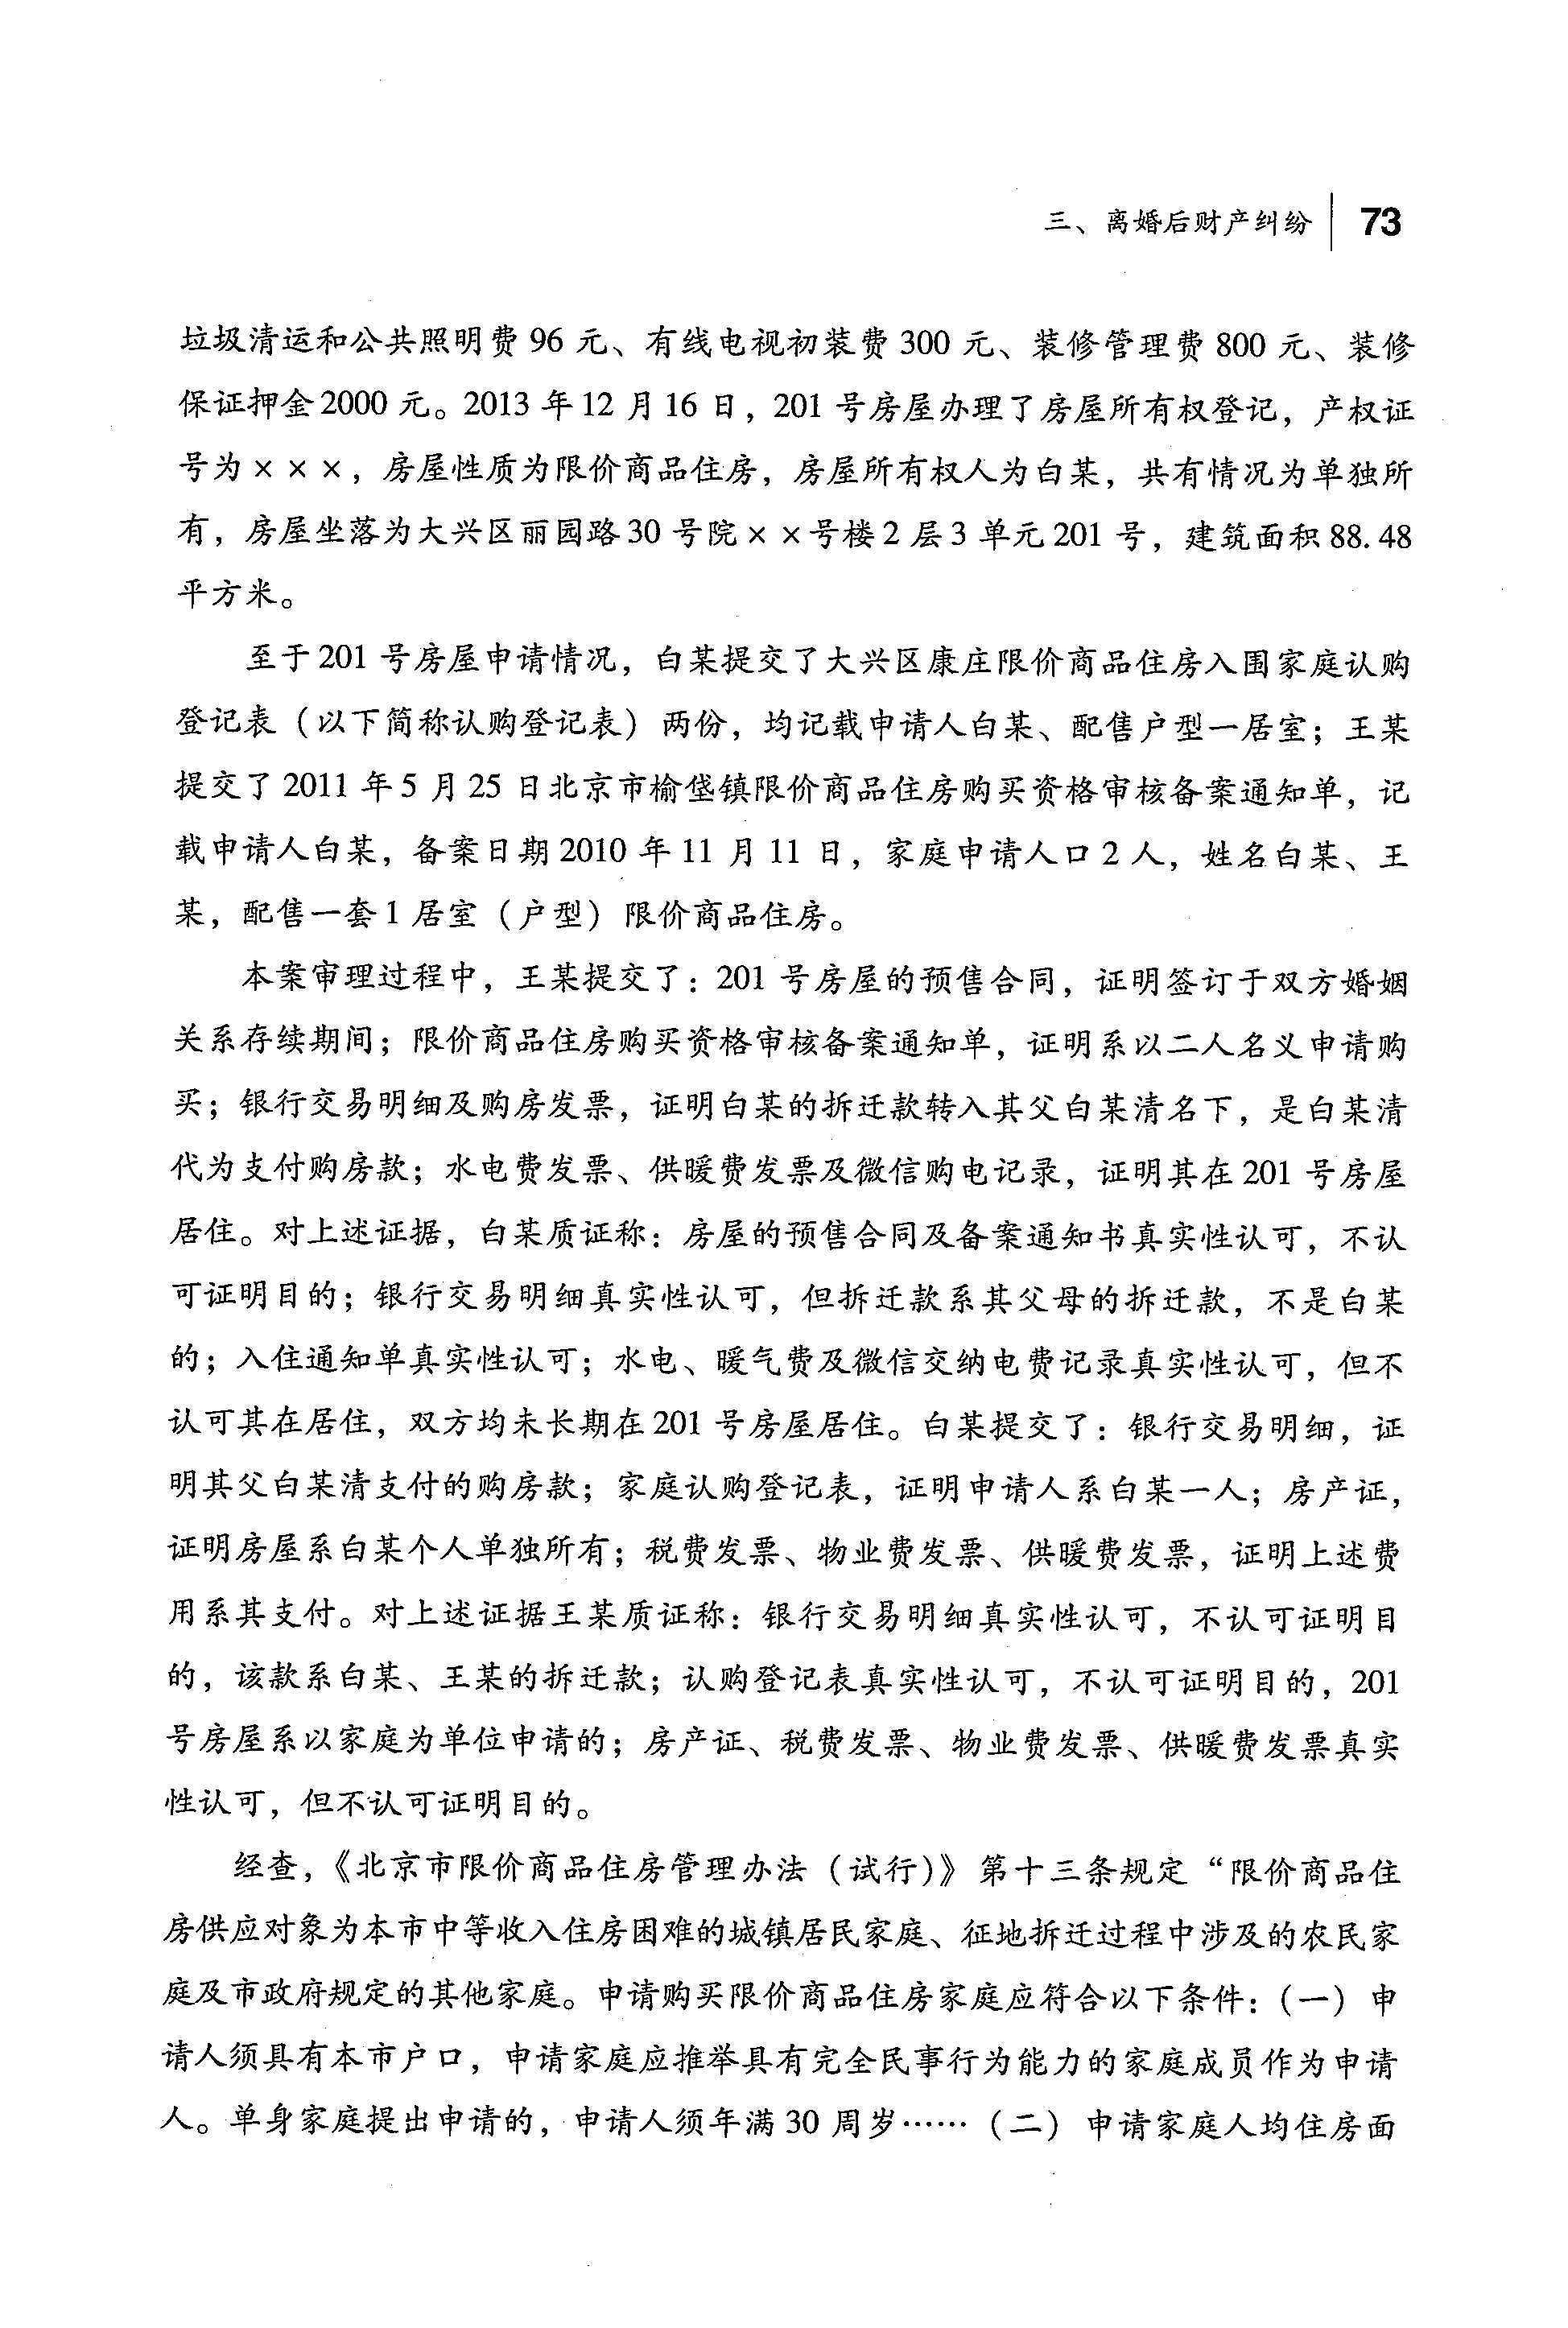 三、离婚后财产纠纷 73
垃圾清运和公共照明费96元、有线电视初装费300元、装修管理费800元、装修
保证押金2000元。2013年12月16日，201号房屋办理了房屋所有权登记，产权证
号为×××，房屋性质为限价商品住房，房屋所有权人为白某，共有情况为单独所
有，房屋坐落为大兴区丽园路30号院××号楼2层3单元201号，建筑面积88.48
平方米。
至于201号房屋申请情况，白某提交了大兴区康庄限价商品住房入围家庭认购
登记表（以下简称认购登记表）两份，均记载申请人白某、配售户型一居室；王某
提交了2011年5月25日北京市榆垡镇限价商品住房购买资格审核备案通知单，记
载申请人白某，备案日期2010年11月11日，家庭申请人口2人，姓名白某、王
某，配售一套1居室（户型）限价商品住房。
本案审理过程中，王某提交了：201号房屋的预售合同，证明签订于双方婚姻
关系存续期间；限价商品住房购买资格审核备案通知单，证明系以二人名义申请购
买；银行交易明细及购房发票，证明白某的拆迁款转入其父白某清名下，是白某清
代为支付购房款；水电费发票、供暖费发票及微信购电记录，证明其在201号房屋
居住。对上述证据，白某质证称：房屋的预售合同及备案通知书真实性认可，不认
可证明目的；银行交易明细真实性认可，但拆迁款系其父母的拆迁款，不是白某
的；入住通知单真实性认可；水电、暖气费及微信交纳电费记录真实性认可，但不
认可其在居住，双方均未长期在201号房屋居住。白某提交了：银行交易明细，证
明其父白某清支付的购房款；家庭认购登记表，证明申请人系白某一人；房产证，
证明房屋系白某个人单独所有；税费发票、物业费发票、供暖费发票，证明上述费
用系其支付。对上述证据王某质证称：银行交易明细真实性认可，不认可证明目
的，该款系白某、王某的拆迁款；认购登记表真实性认可，不认可证明目的，201
号房屋系以家庭为单位申请的；房产证、税费发票、物业费发票、供暖费发票真实
性认可，但不认可证明目的。
经查，《北京市限价商品住房管理办法（试行）》第十三条规定“限价商品住
房供应对象为本市中等收入住房困难的城镇居民家庭、征地拆迁过程中涉及的农民家
庭及市政府规定的其他家庭。申请购买限价商品住房家庭应符合以下条件：（一）申
请人须具有本市户口，申请家庭应推举具有完全民事行为能力的家庭成员作为申请
人。单身家庭提出申请的，申请人须年满30周岁……（二）申请家庭人均住房面